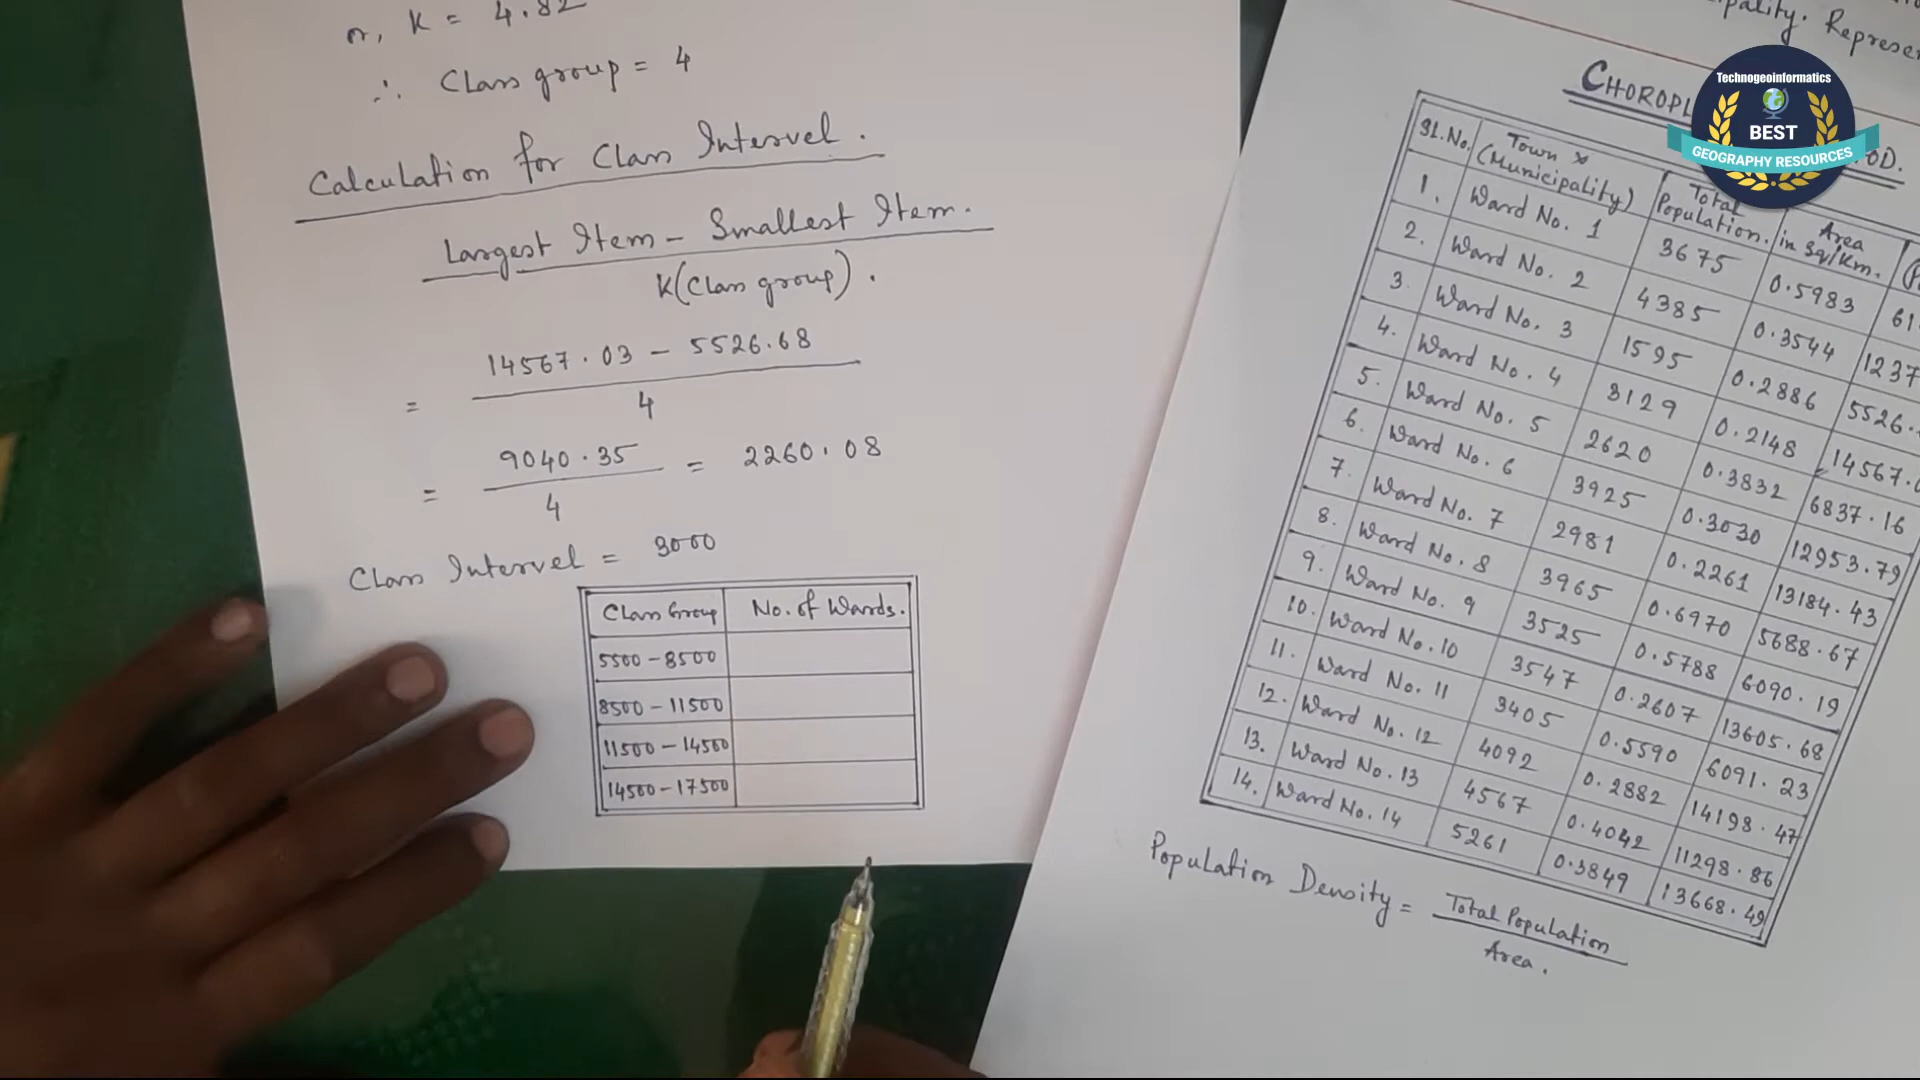 or, K = 4.82
∴ Class group = 4
Calculation for Class Intervel.
Largest Item - Smallest Item.
K(Class group).
= 14567.03 - 5526.68
4
= 9040.35 = 2260.08
4
Class Intervel = 3000
Class Group No. of Wards.
5500-8500
8500-11500
11500-14500
14500-17500
Technogeoinformatics
BEST
GEOGRAPHY RESOURCES
Represe
Sl.No. Town (Municipality) Total Population. Area in Sq/Km.
1. Ward No. 1 3675 0.5983 61
2. Ward No. 2 4385 0.3544 1237
3. Ward No. 3 1595 0.2886 5526.
4. Ward No. 4 3129 0.2148 14567.0
5. Ward No. 5 2620 0.3832 6837.16
6. Ward No. 6 3925 0.3030 12953.79
7. Ward No. 7 2981 0.2261 13184.43
8. Ward No. 8 3965 0.6970 5688.67
9. Ward No. 9 3525 0.5788 6090.19
10. Ward No. 10 3547 0.2607 13605.68
11. Ward No. 11 3405 0.5590 6091.23
12. Ward No. 12 4092 0.2882 14198.47
13. Ward No. 13 4567 0.4042 11298.86
14. Ward No. 14 5261 0.3849 13668.49
Population Density = Total Population
Area.